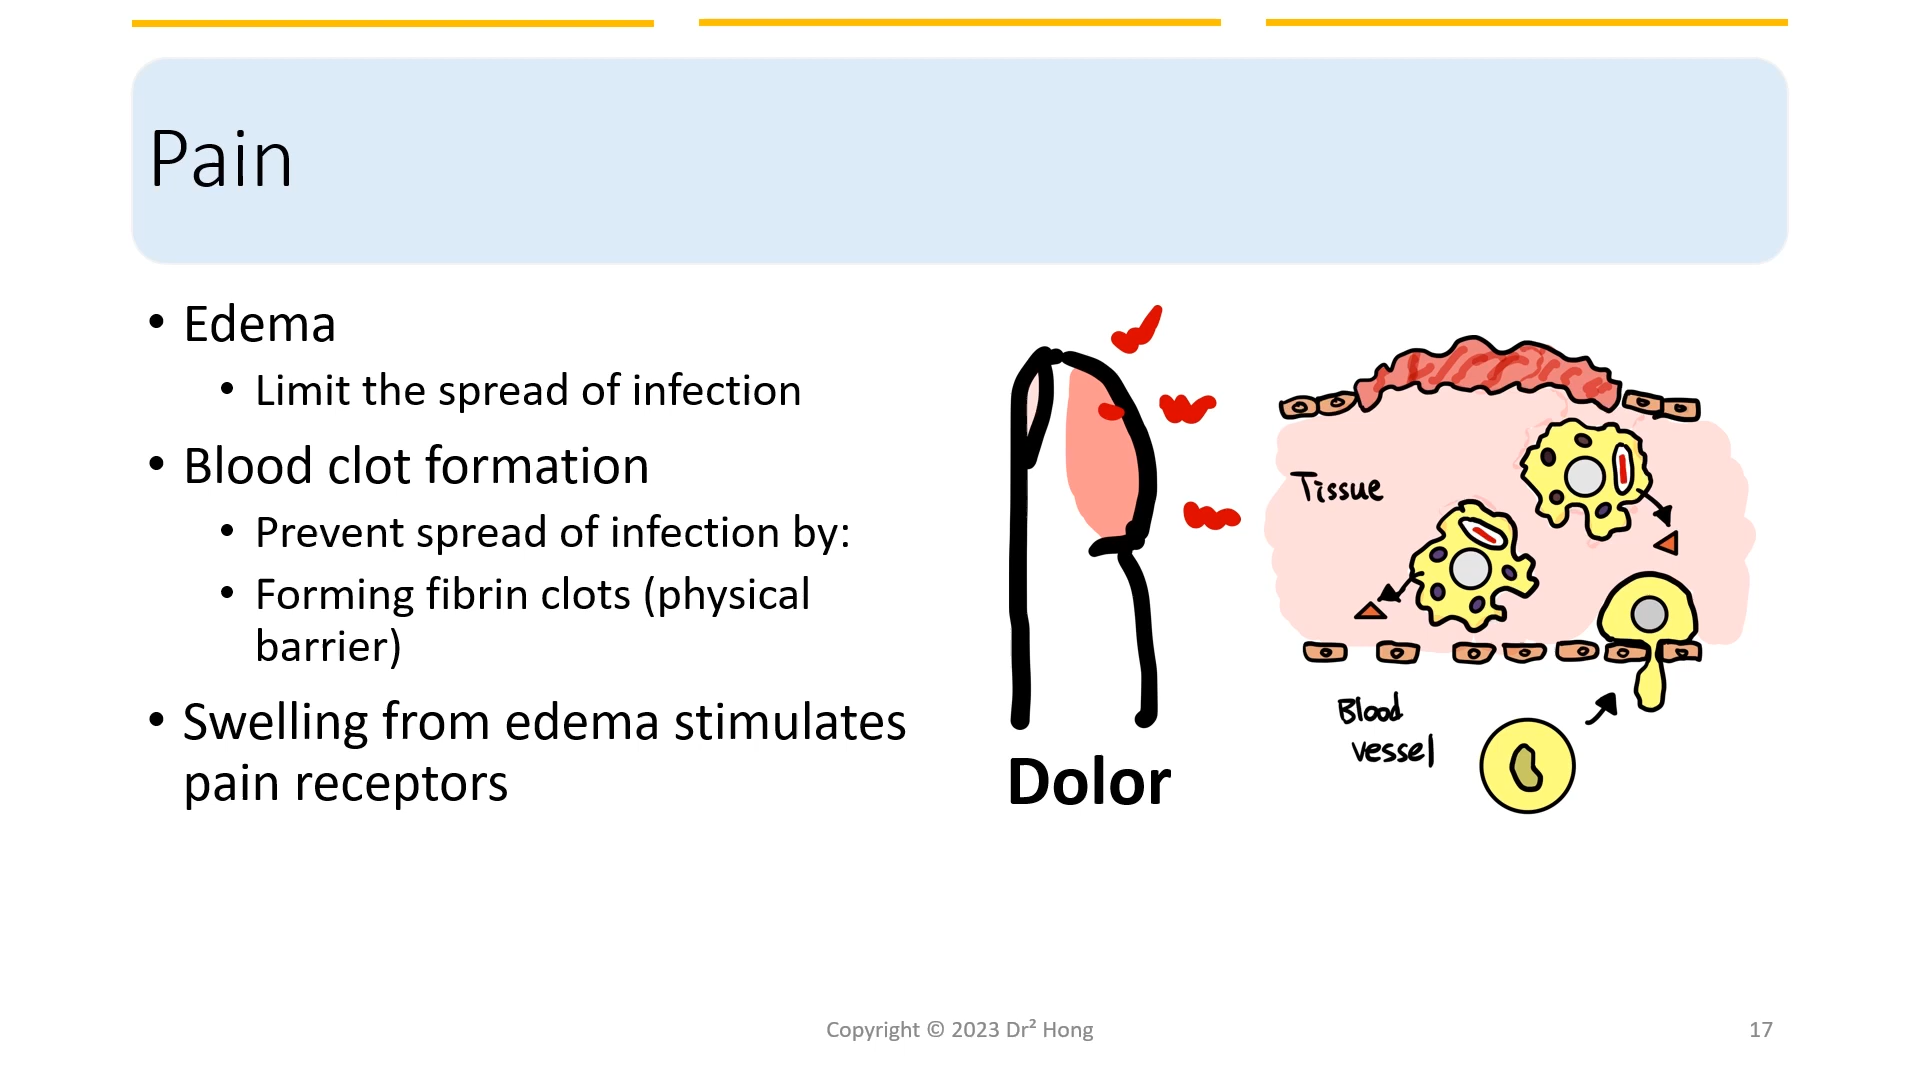 Pain
• Edema
• Limit the spread of infection
• Blood clot formation
• Prevent spread of infection by:
• Forming fibrin clots (physical
barrier)
• Swelling from edema stimulates
pain receptors
Dolor
Tissue
Blood
vessel
Copyright © 2023 Dr² Hong
17